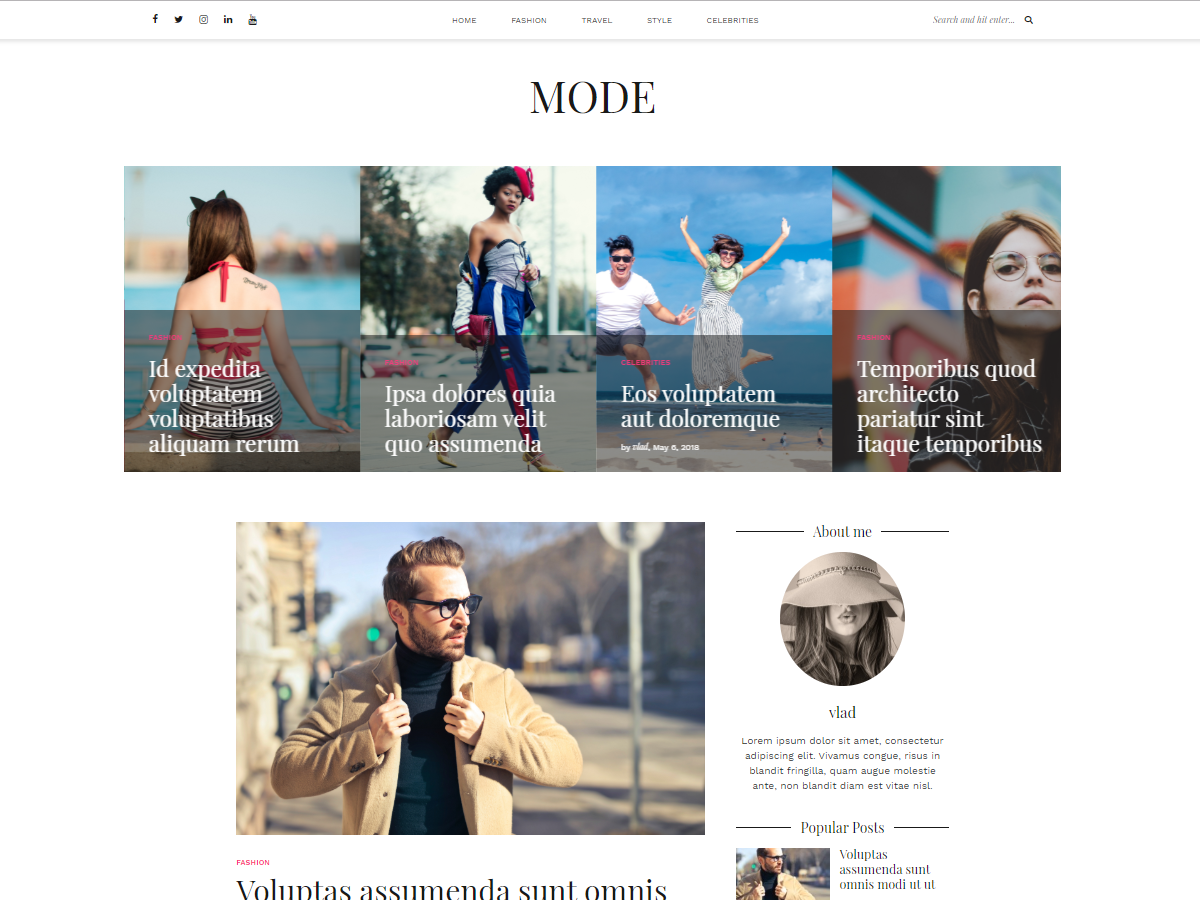 HOME FASHION TRAVEL STYLE CELEBRITIES Search and hit enter...
MODE
FASHION
Id expedita
voluptatem
voluptatibus
aliquam rerum
FASHION
Ipsa dolores quia
laboriosam velit
quo assumenda
CELEBRITIES
Eos voluptatem
aut doloremque
by vlad, May 6, 2018
FASHION
Temporibus quod
architecto
pariatur sint
itaque temporibus
FASHION
Voluptas assumenda sunt omnis
About me
vlad
Lorem ipsum dolor sit amet, consectetur
adipiscing elit. Vivamus congue, risus in
blandit fringilla, quam augue molestie
ante, non blandit diam est vitae nisl.
Popular Posts
Voluptas
assumenda sunt
omnis modi ut ut